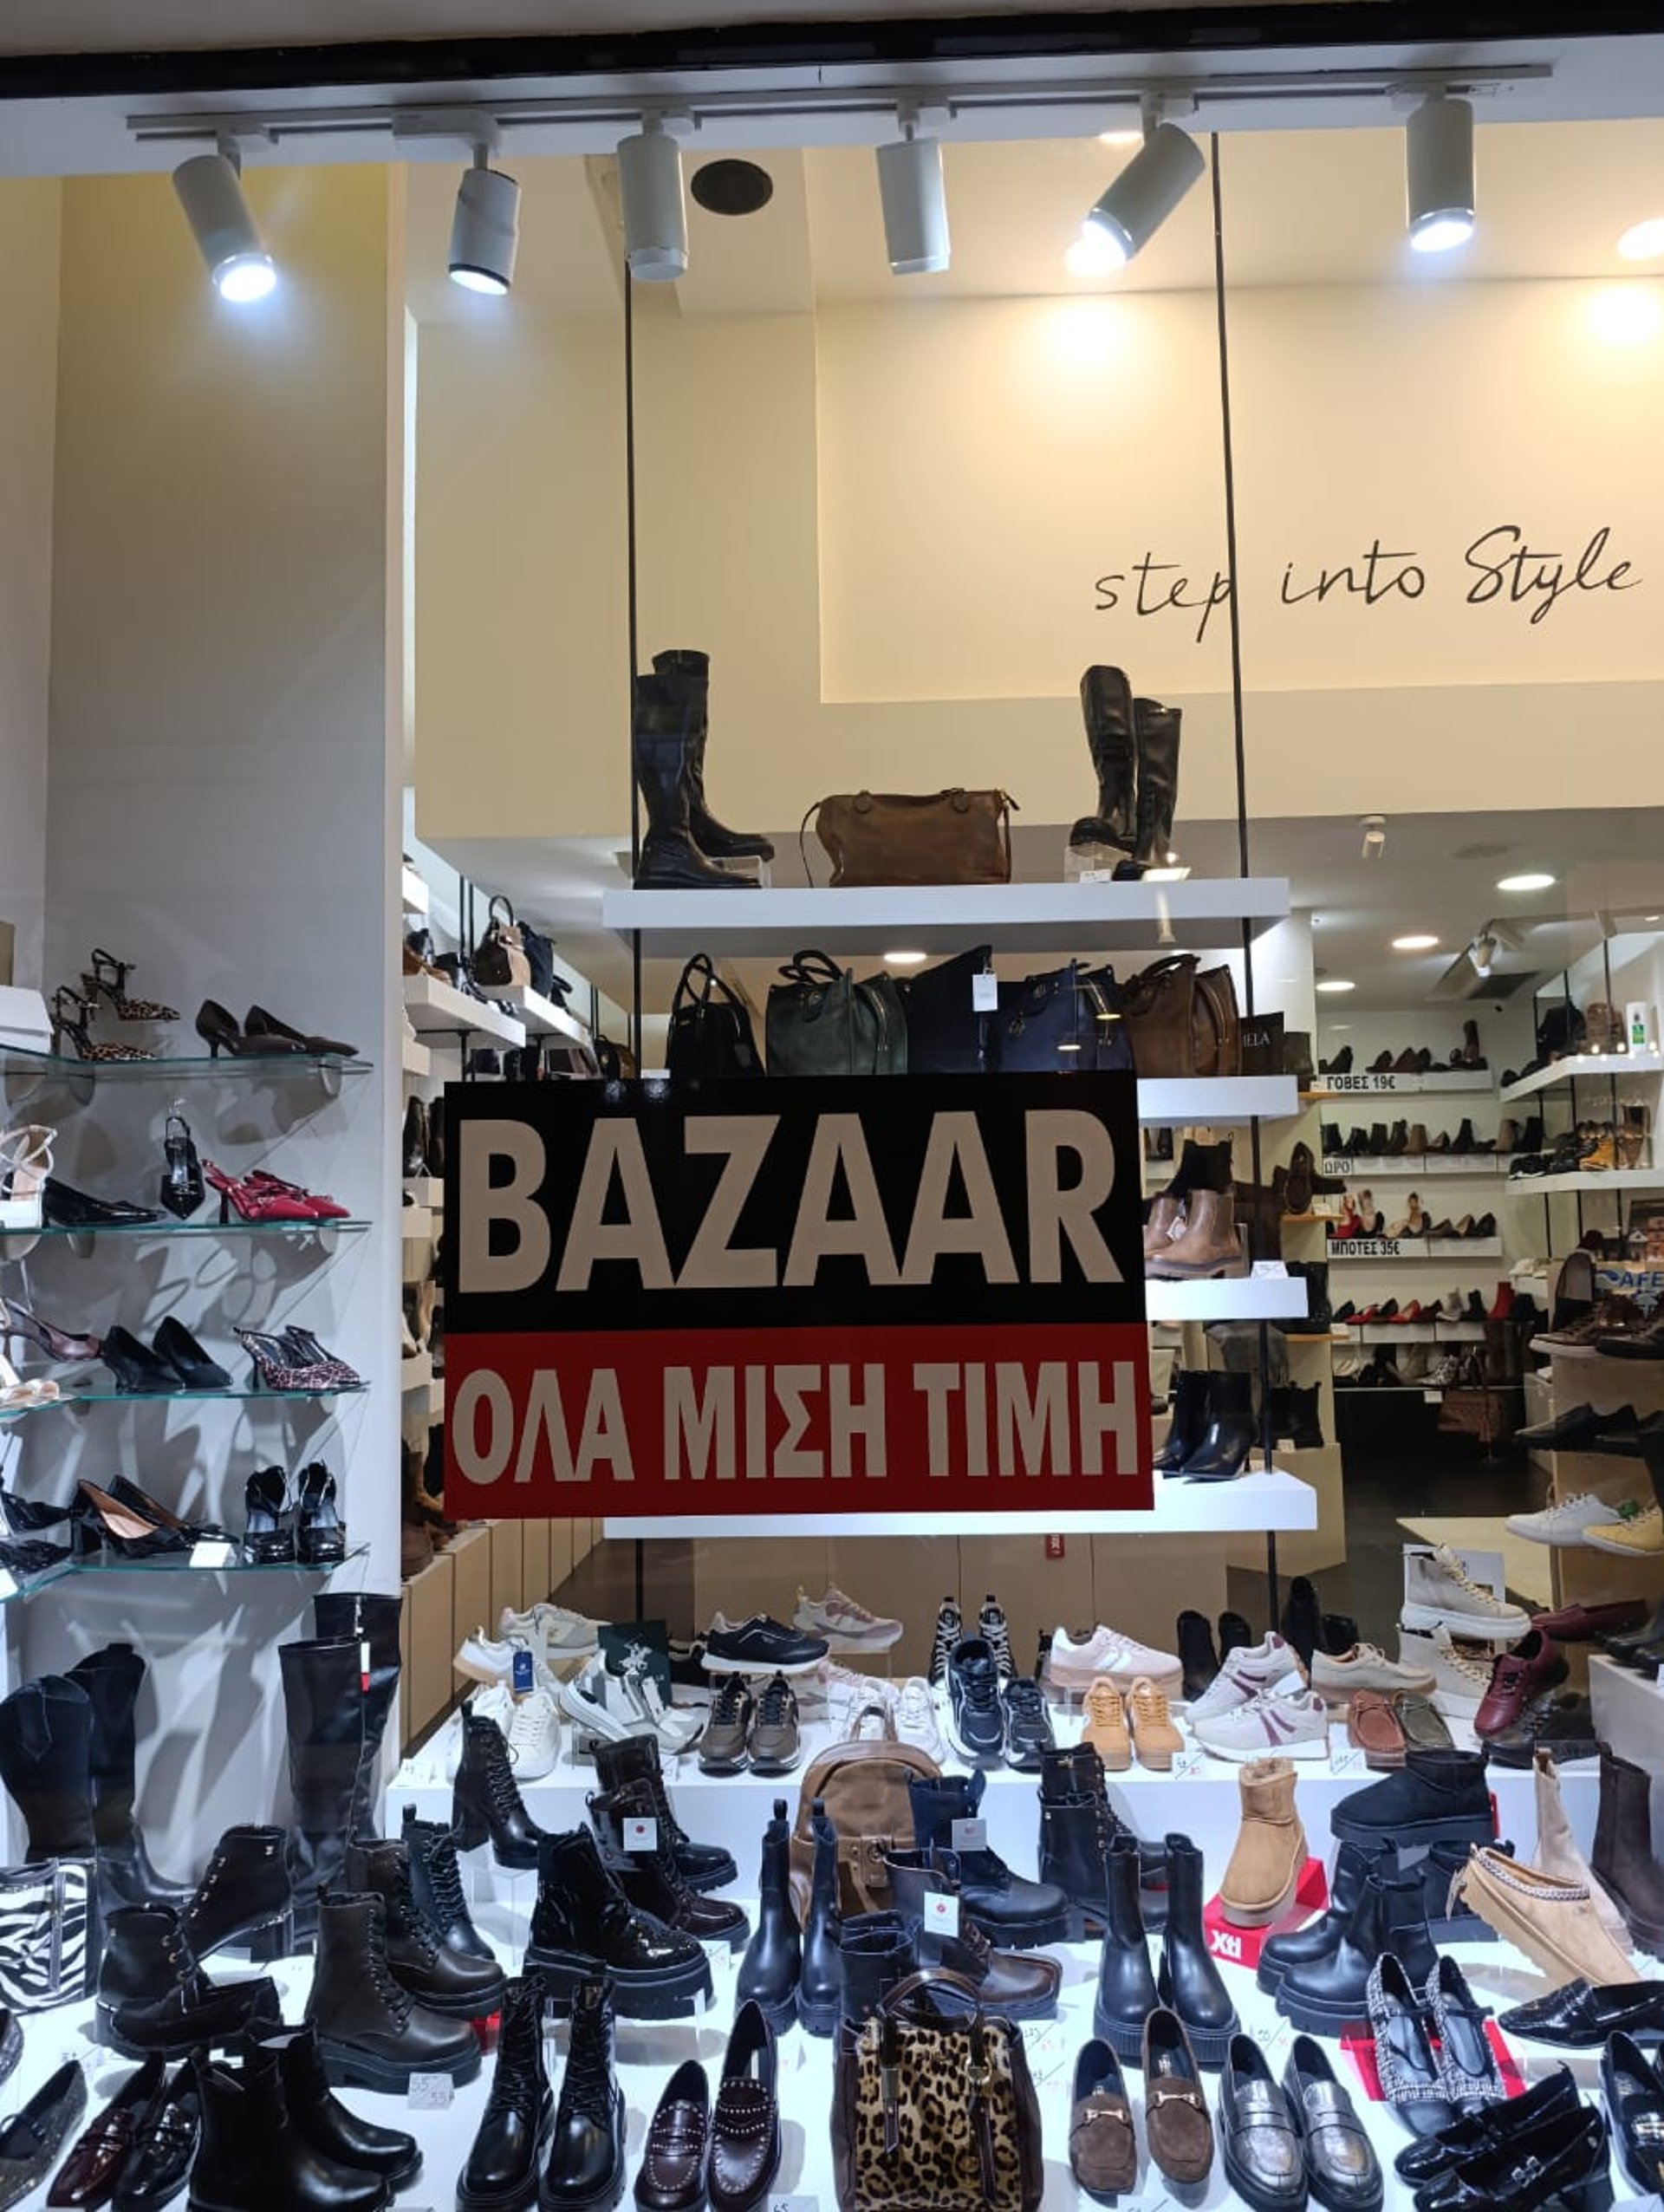 step into Style
ΓΟΒΕΣ 19€
ΜΠΟΤΕΣ 35€
BAZAAR
ΟΛΑ ΜΙΣΗ ΤΙΜΗ